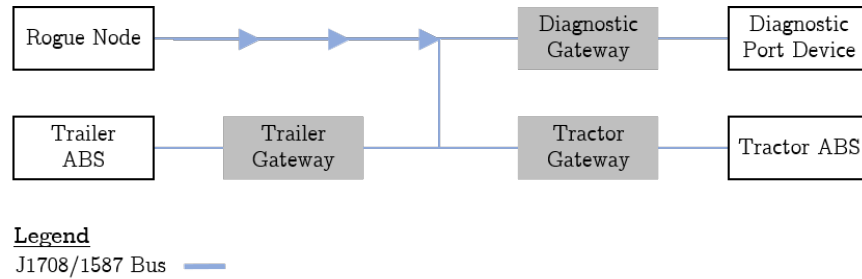 Rogue Node
Diagnostic
Gateway
Diagnostic
Port Device
Trailer
ABS
Trailer
Gateway
Tractor
Gateway
Tractor ABS
Legend
J1708/1587 Bus